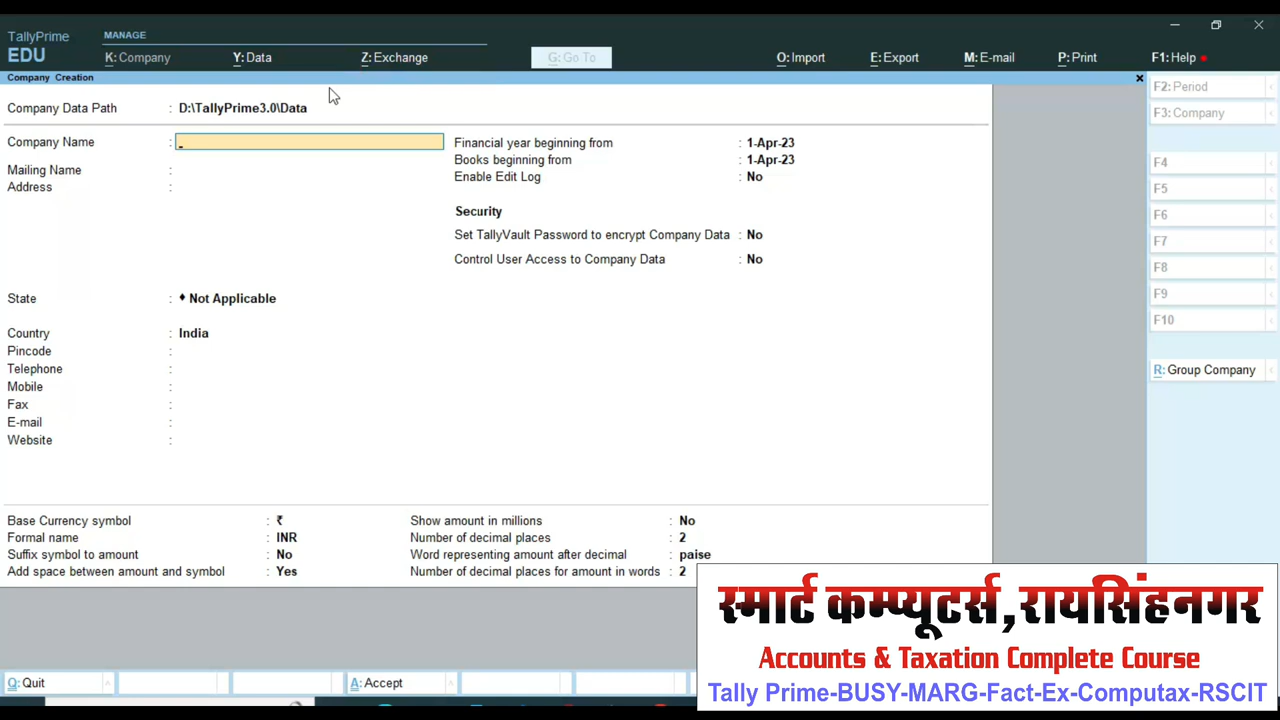 TallyPrime
EDU
MANAGE
K: Company
Y: Data
Z: Exchange
G: Go To
O: Import
E: Export
M: E-mail
P: Print
F1: Help
Company Creation
Company Data Path : D:\TallyPrime3.0\Data
Company Name :
Mailing Name :
Address :
State : ♦ Not Applicable
Country : India
Pincode :
Telephone :
Mobile :
Fax :
E-mail :
Website :
Financial year beginning from : 1-Apr-23
Books beginning from : 1-Apr-23
Enable Edit Log : No
Security
Set TallyVault Password to encrypt Company Data : No
Control User Access to Company Data : No
Base Currency symbol : ₹
Formal name : INR
Suffix symbol to amount : No
Add space between amount and symbol : Yes
Show amount in millions : No
Number of decimal places : 2
Word representing amount after decimal : paise
Number of decimal places for amount in words : 2
F2: Period
F3: Company
F4
F5
F6
F7
F8
F9
F10
R: Group Company
Q: Quit
A: Accept
स्मार्ट कम्प्यूटर्स,रायसिंहनगर
Accounts & Taxation Complete Course
Tally Prime-BUSY-MARG-Fact-Ex-Computax-RSCIT